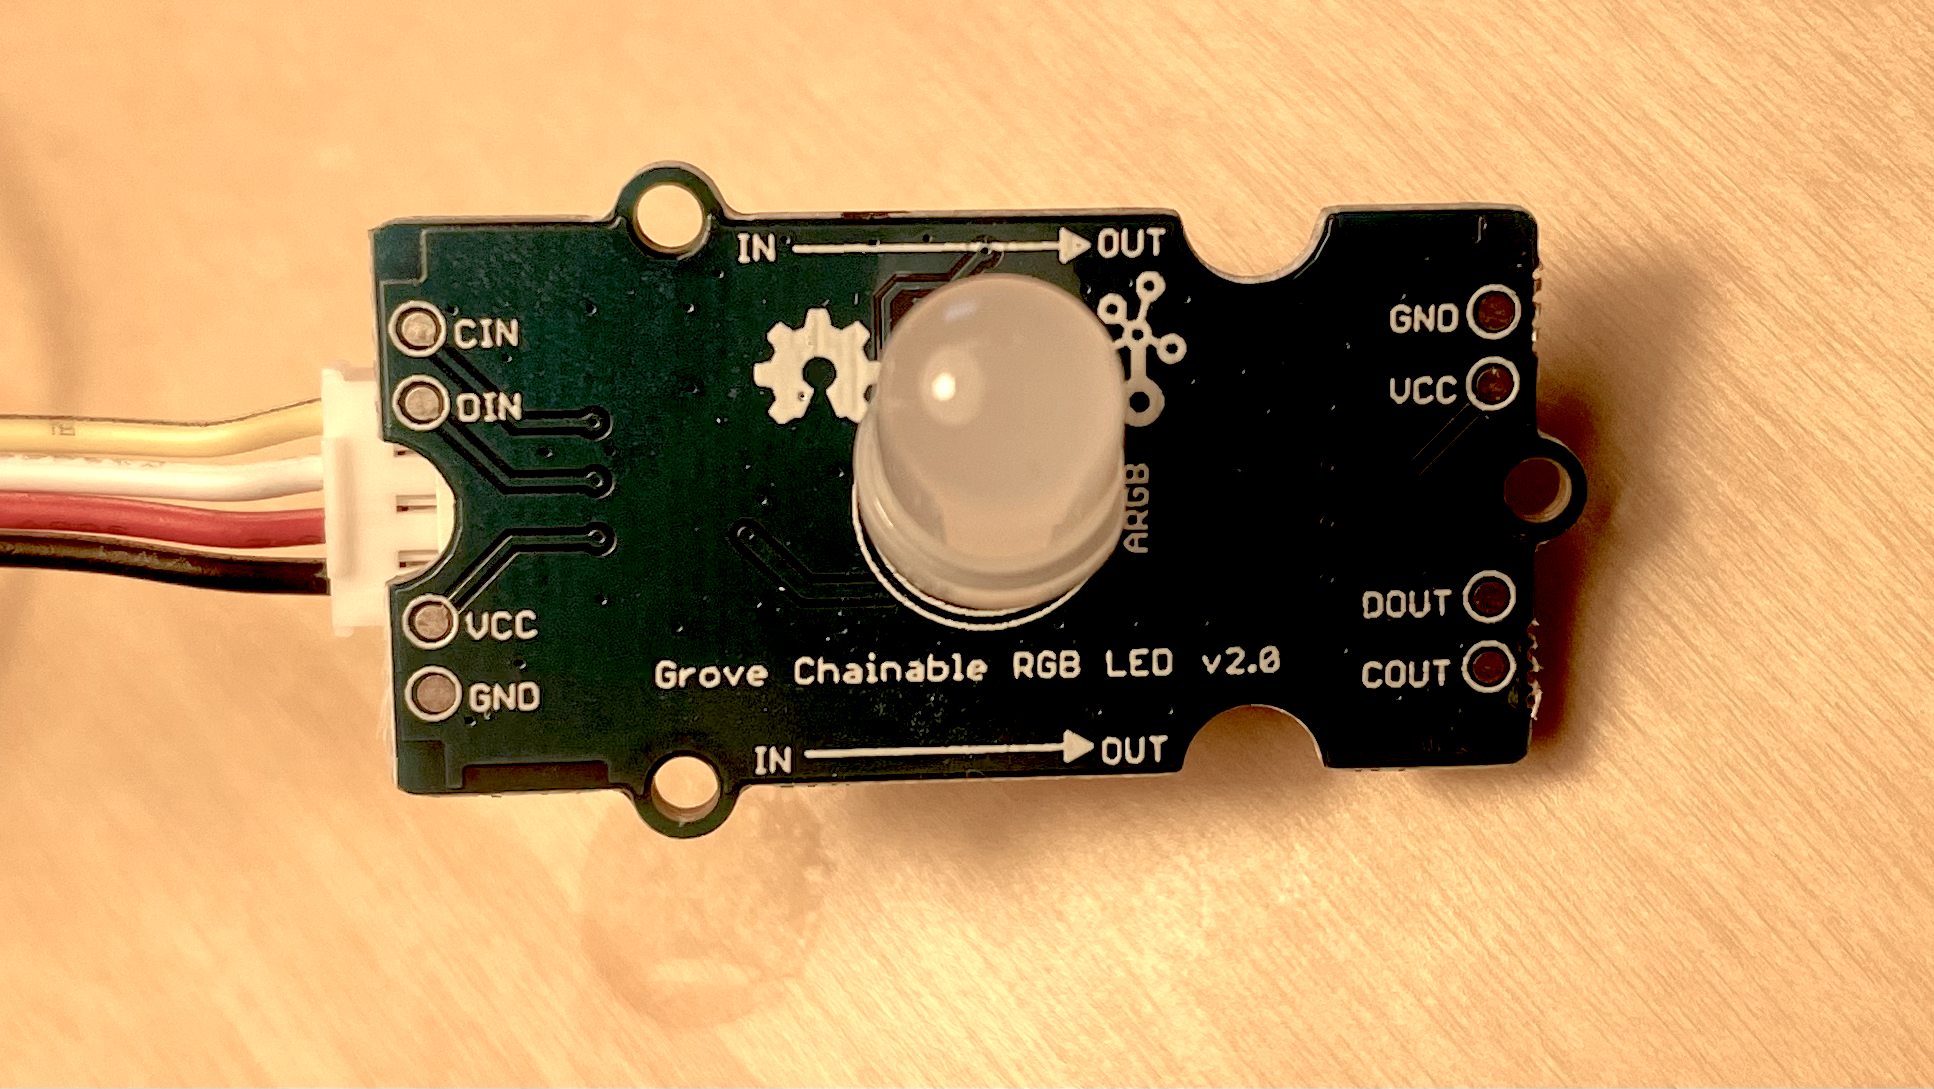 IN OUT
CIN
DIN
GND
VCC
ARGB
VCC
GND
DOUT
COUT
Grove Chainable RGB LED v2.0
IN OUT